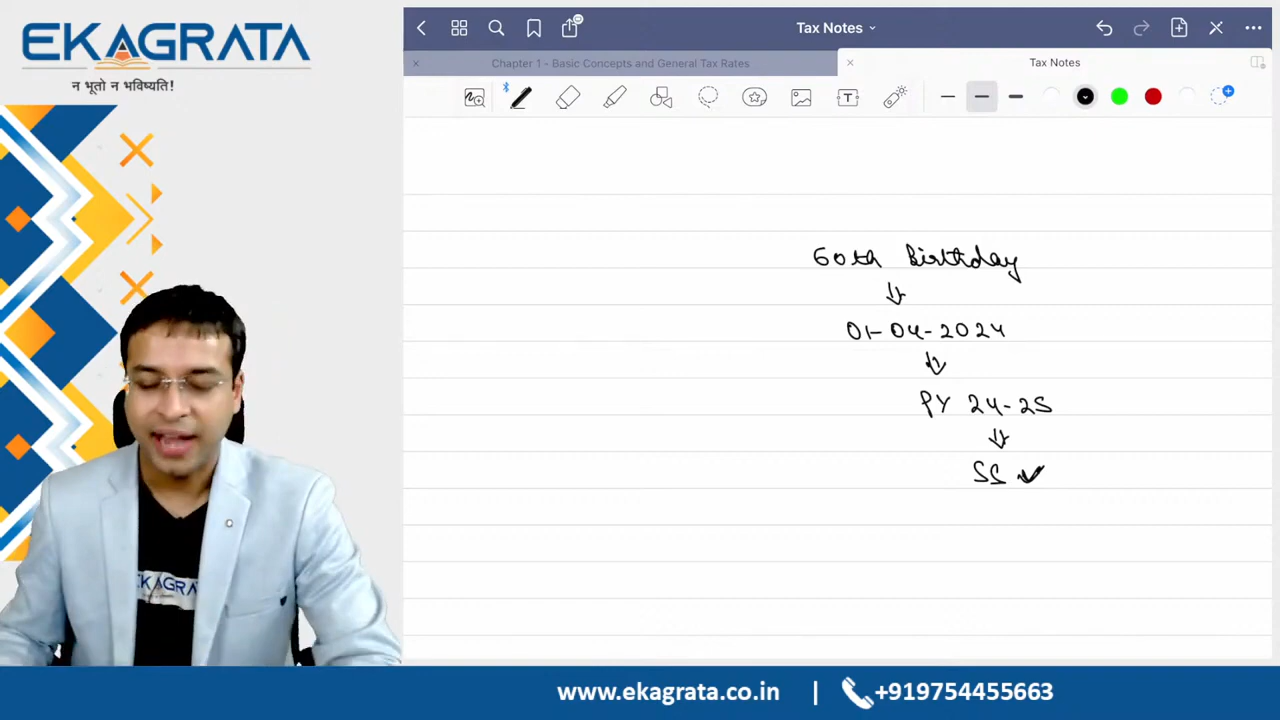 EKAGRATA
न भूतो न भविष्यति!
Tax Notes
Chapter 1 - Basic Concepts and General Tax Rates
Tax Notes
T
60th Birthday
01-04-2024
PY 24-25
SS
EKAGRA
www.ekagrata.co.in | +919754455663